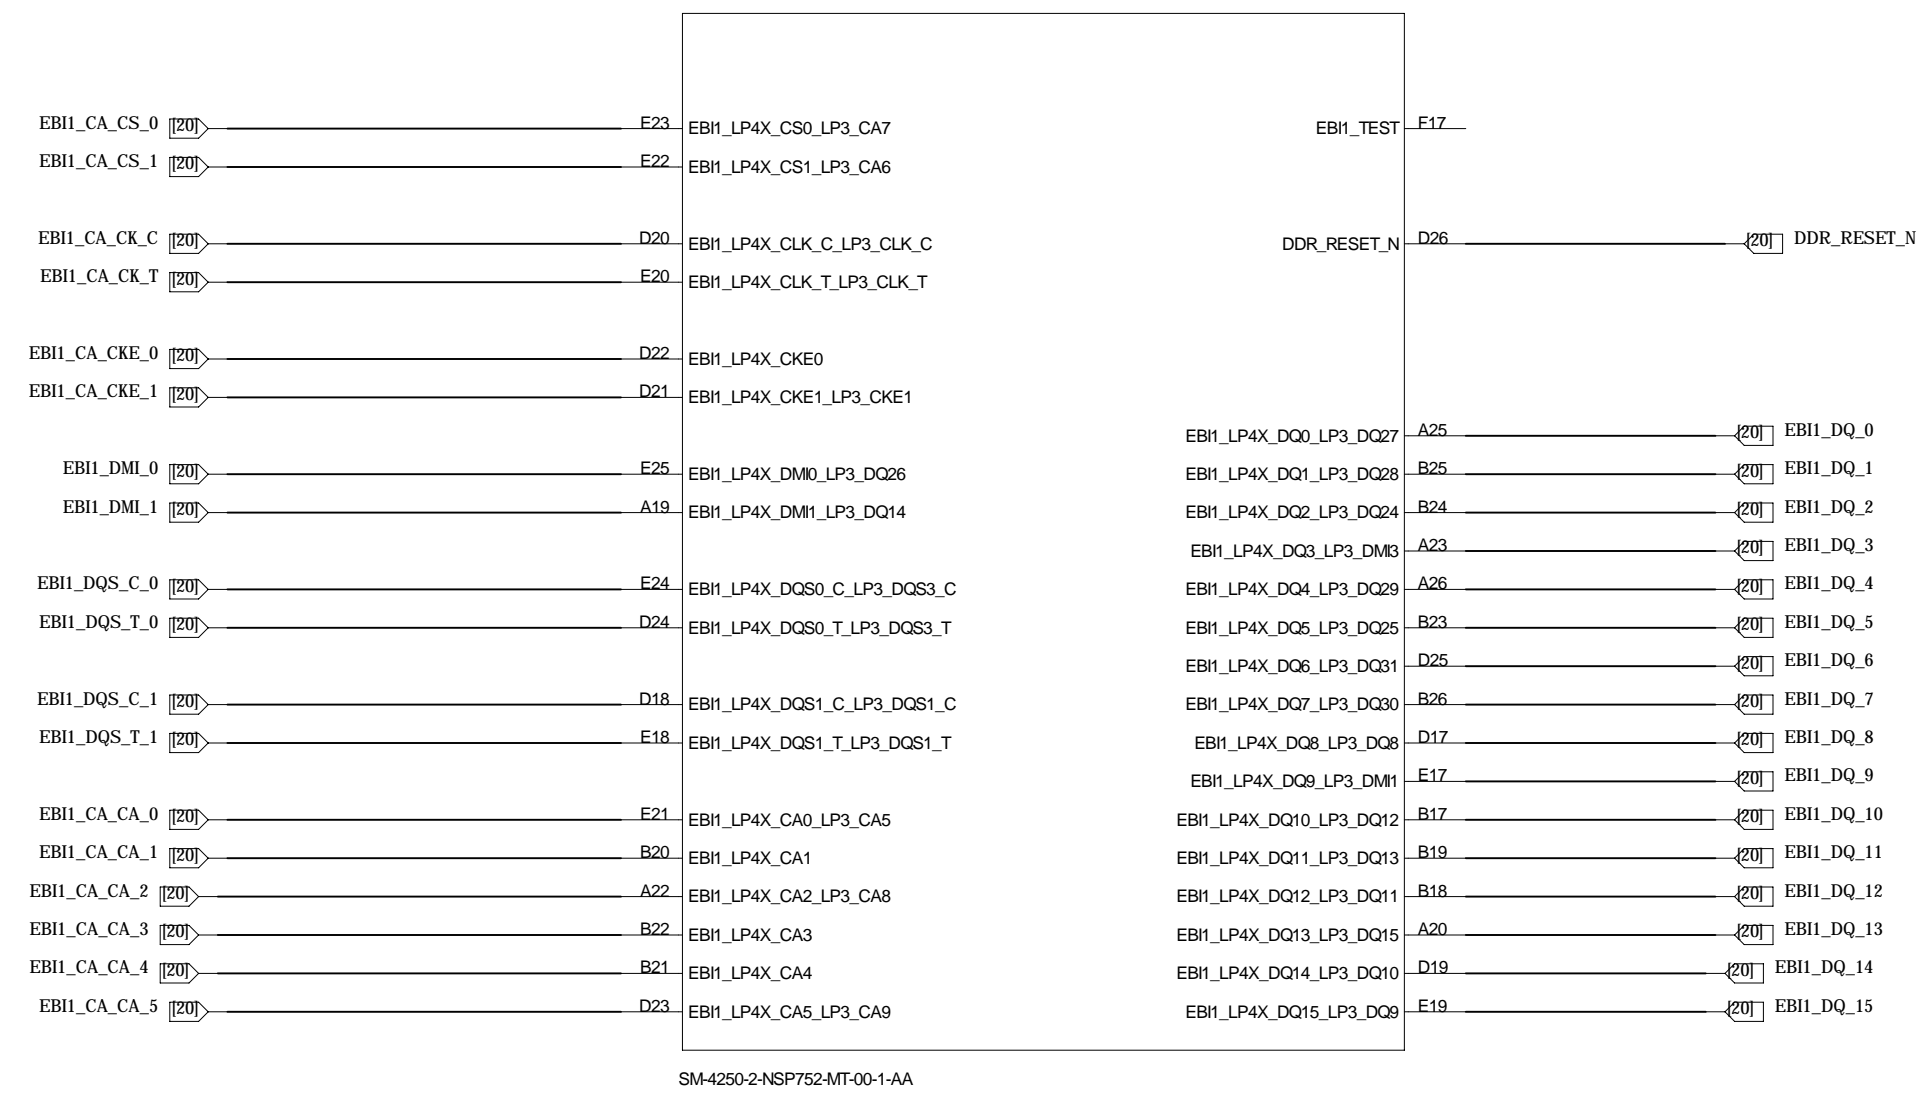 EBI1_CA_CS_0 [20] E23 EBI1_LP4X_CS0_LP3_CA7 EBI1_TEST F17
EBI1_CA_CS_1 [20] E22 EBI1_LP4X_CS1_LP3_CA6
EBI1_CA_CK_C [20] D20 EBI1_LP4X_CLK_C_LP3_CLK_C DDR_RESET_N D26 [20] DDR_RESET_N
EBI1_CA_CK_T [20] E20 EBI1_LP4X_CLK_T_LP3_CLK_T
EBI1_CA_CKE_0 [20] D22 EBI1_LP4X_CKE0
EBI1_CA_CKE_1 [20] D21 EBI1_LP4X_CKE1_LP3_CKE1
EBI1_LP4X_DQ0_LP3_DQ27 A25 [20] EBI1_DQ_0
EBI1_DMI_0 [20] E25 EBI1_LP4X_DMI0_LP3_DQ26 EBI1_LP4X_DQ1_LP3_DQ28 B25 [20] EBI1_DQ_1
EBI1_DMI_1 [20] A19 EBI1_LP4X_DMI1_LP3_DQ14 EBI1_LP4X_DQ2_LP3_DQ24 B24 [20] EBI1_DQ_2
EBI1_LP4X_DQ3_LP3_DMI3 A23 [20] EBI1_DQ_3
EBI1_DQS_C_0 [20] E24 EBI1_LP4X_DQS0_C_LP3_DQS3_C EBI1_LP4X_DQ4_LP3_DQ29 A26 [20] EBI1_DQ_4
EBI1_DQS_T_0 [20] D24 EBI1_LP4X_DQS0_T_LP3_DQS3_T EBI1_LP4X_DQ5_LP3_DQ25 B23 [20] EBI1_DQ_5
EBI1_LP4X_DQ6_LP3_DQ31 D25 [20] EBI1_DQ_6
EBI1_DQS_C_1 [20] D18 EBI1_LP4X_DQS1_C_LP3_DQS1_C EBI1_LP4X_DQ7_LP3_DQ30 B26 [20] EBI1_DQ_7
EBI1_DQS_T_1 [20] E18 EBI1_LP4X_DQS1_T_LP3_DQS1_T EBI1_LP4X_DQ8_LP3_DQ8 D17 [20] EBI1_DQ_8
EBI1_LP4X_DQ9_LP3_DMI1 E17 [20] EBI1_DQ_9
EBI1_CA_CA_0 [20] E21 EBI1_LP4X_CA0_LP3_CA5 EBI1_LP4X_DQ10_LP3_DQ12 B17 [20] EBI1_DQ_10
EBI1_CA_CA_1 [20] B20 EBI1_LP4X_CA1 EBI1_LP4X_DQ11_LP3_DQ13 B19 [20] EBI1_DQ_11
EBI1_CA_CA_2 [20] A22 EBI1_LP4X_CA2_LP3_CA8 EBI1_LP4X_DQ12_LP3_DQ11 B18 [20] EBI1_DQ_12
EBI1_CA_CA_3 [20] B22 EBI1_LP4X_CA3 EBI1_LP4X_DQ13_LP3_DQ15 A20 [20] EBI1_DQ_13
EBI1_CA_CA_4 [20] B21 EBI1_LP4X_CA4 EBI1_LP4X_DQ14_LP3_DQ10 D19 [20] EBI1_DQ_14
EBI1_CA_CA_5 [20] D23 EBI1_LP4X_CA5_LP3_CA9 EBI1_LP4X_DQ15_LP3_DQ9 E19 [20] EBI1_DQ_15
SM-4250-2-NSP752-MT-00-1-AA